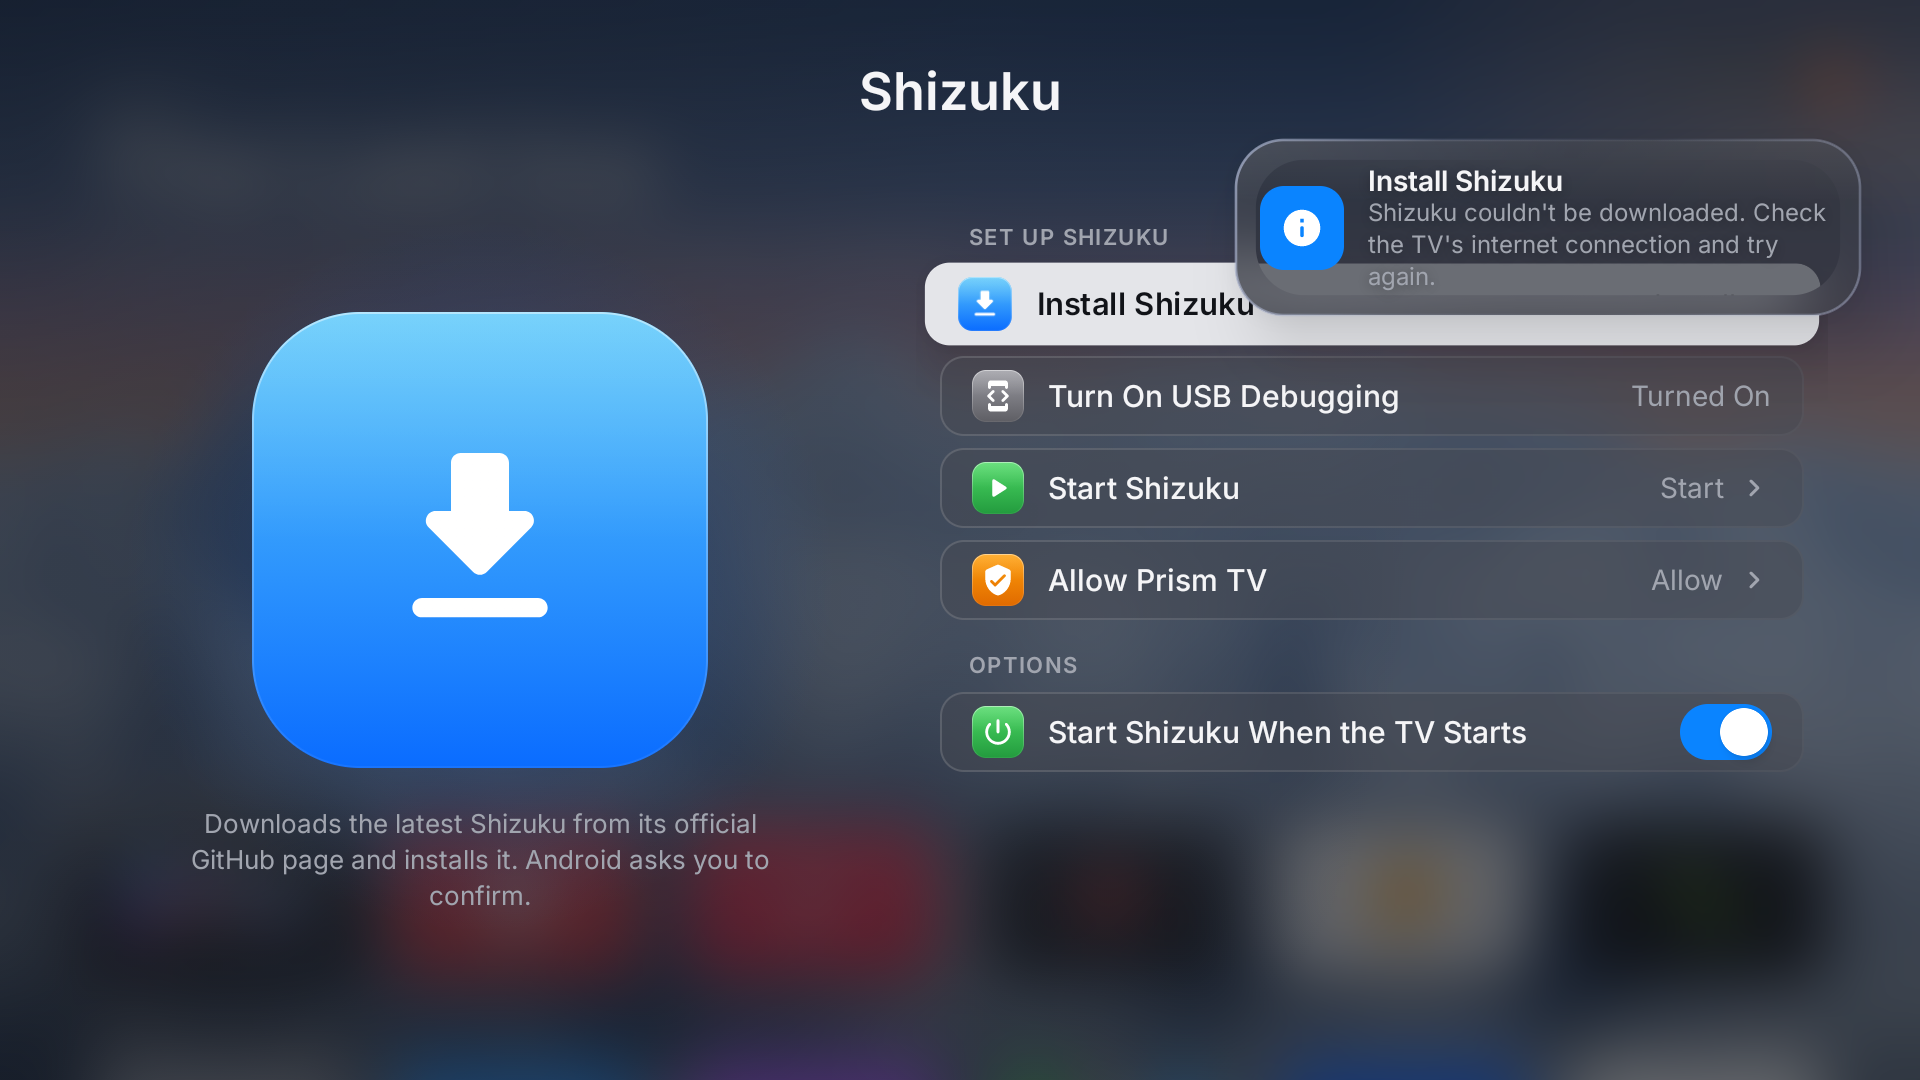 Shizuku
Install Shizuku
Shizuku couldn't be downloaded. Check
the TV's internet connection and try
again.
SET UP SHIZUKU
Install Shizuku
Turn On USB Debugging
Turned On
Start Shizuku
Start
Allow Prism TV
Allow
OPTIONS
Start Shizuku When the TV Starts
Downloads the latest Shizuku from its official
GitHub page and installs it. Android asks you to
confirm.